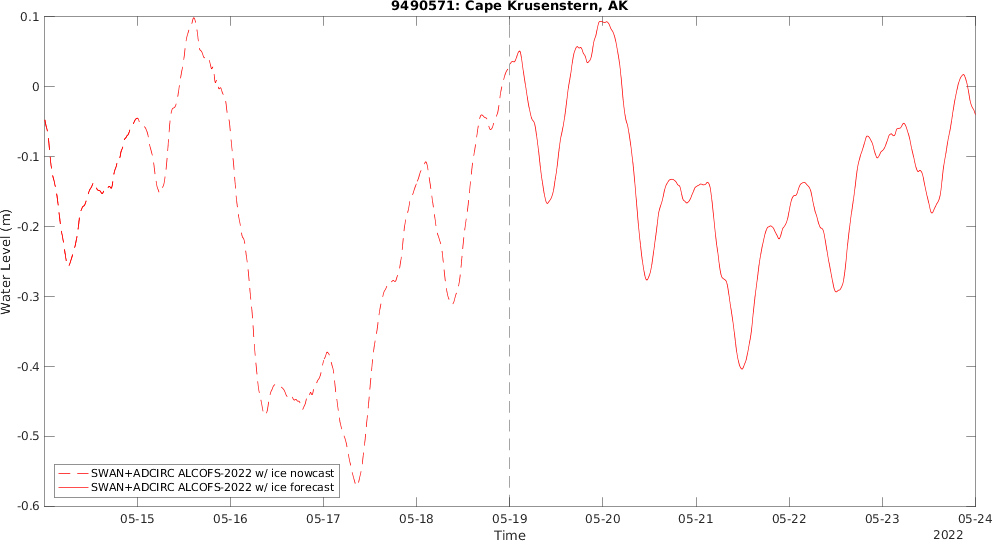 9490571: Cape Krusenstern, AK
0.1
0
-0.1
-0.2
-0.3
-0.4
-0.5
-0.6
Water Level (m)
SWAN+ADCIRC ALCOFS-2022 w/ ice nowcast
SWAN+ADCIRC ALCOFS-2022 w/ ice forecast
05-15 05-16 05-17 05-18 05-19 05-20 05-21 05-22 05-23 05-24
Time
2022